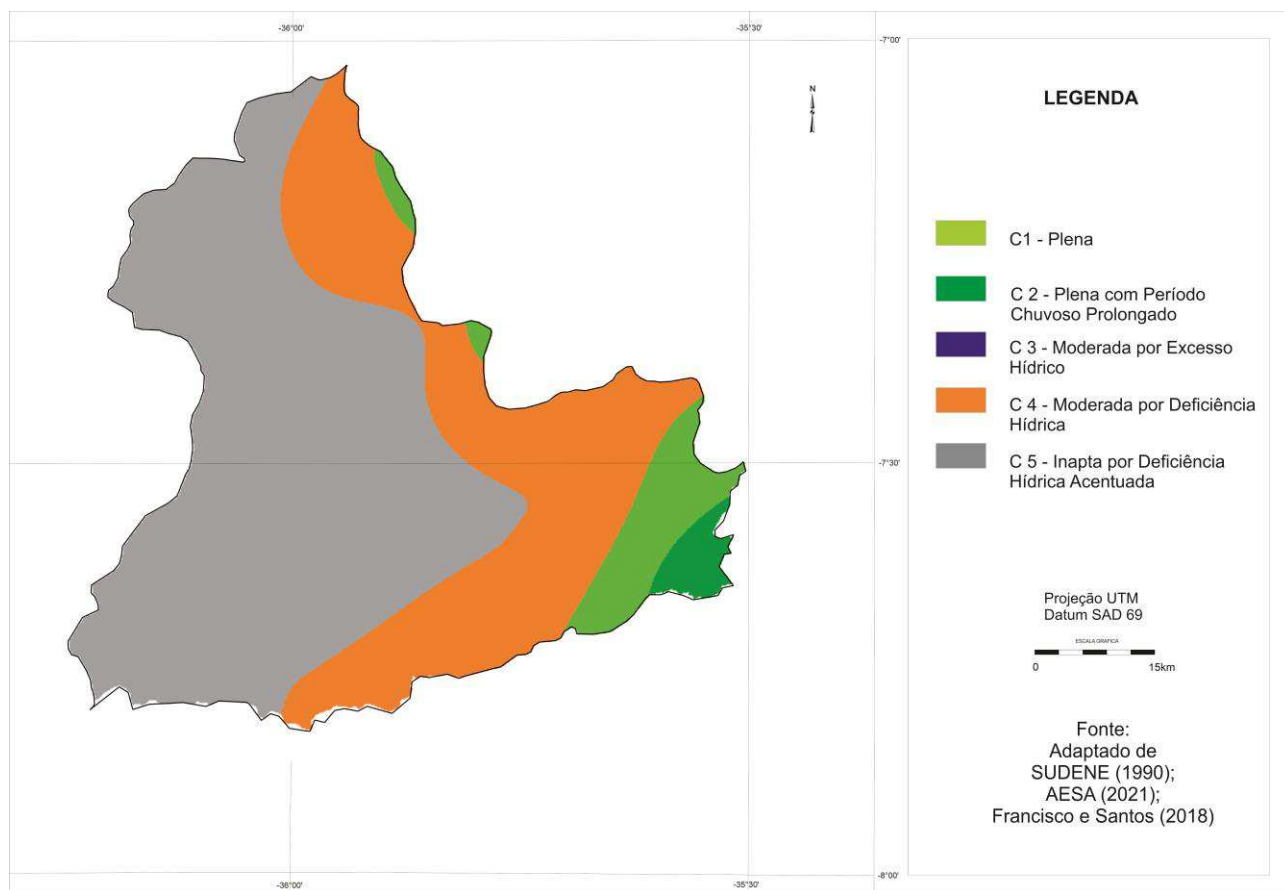 -36°00'
-35°30'
-7°00'
N
-7°30'
-36°00'
-35°30'
-8°00'
LEGENDA
C1 - Plena
C 2 - Plena com Período
Chuvoso Prolongado
C 3 - Moderada por Excesso
Hídrico
C 4 - Moderada por Deficiência
Hídrica
C 5 - Inapta por Deficiência
Hídrica Acentuada
Projeção UTM
Datum SAD 69
ESCALA GRAFICA
0 15km
Fonte:
Adaptado de
SUDENE (1990);
AESA (2021);
Francisco e Santos (2018)